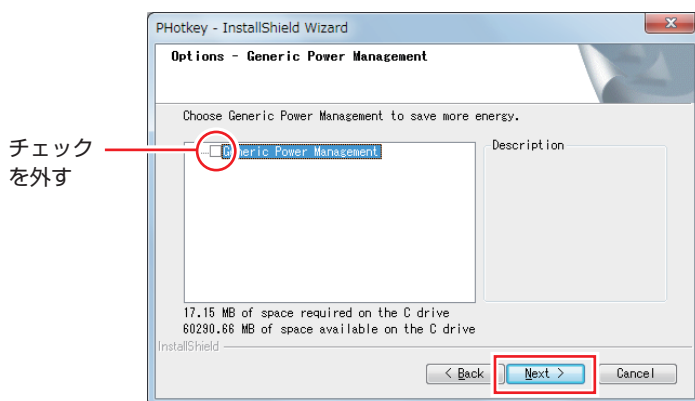 PHotkey - InstallShield Wizard
Options - Generic Power Management
Choose Generic Power Management to save more energy.
チェック
を外す
Generic Power Management
Description
17.15 MB of space required on the C drive
60290.66 MB of space available on the C drive
InstallShield
< Back
Next >
Cancel